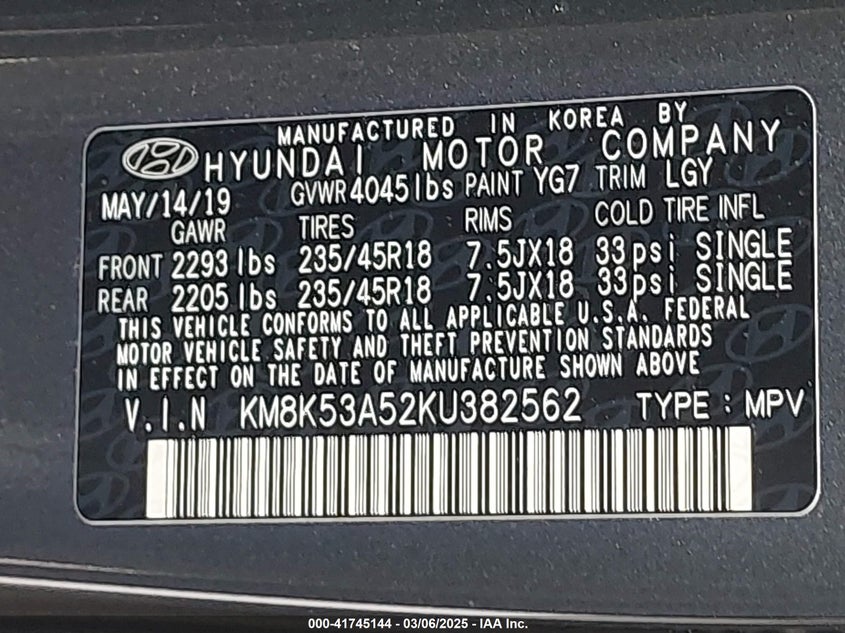 MANUFACTURED IN KOREA BY
HYUNDAI MOTOR COMPANY
MAY/14/19 GVWR 4045 lbs PAINT YG7 TRIM LGY
GAWR TIRES RIMS COLD TIRE INFL
FRONT 2293 lbs 235/45R18 7.5JX18 33psi SINGLE
REAR 2205 lbs 235/45R18 7.5JX18 33psi SINGLE
THIS VEHICLE CONFORMS TO ALL APPLICABLE U.S.A. FEDERAL
MOTOR VEHICLE SAFETY AND THEFT PREVENTION STANDARDS
IN EFFECT ON THE DATE OF MANUFACTURE SHOWN ABOVE
V.I.N KM8K53A52KU382562 TYPE : MPV
000-41745144 - 03/06/2025 - IAA Inc.